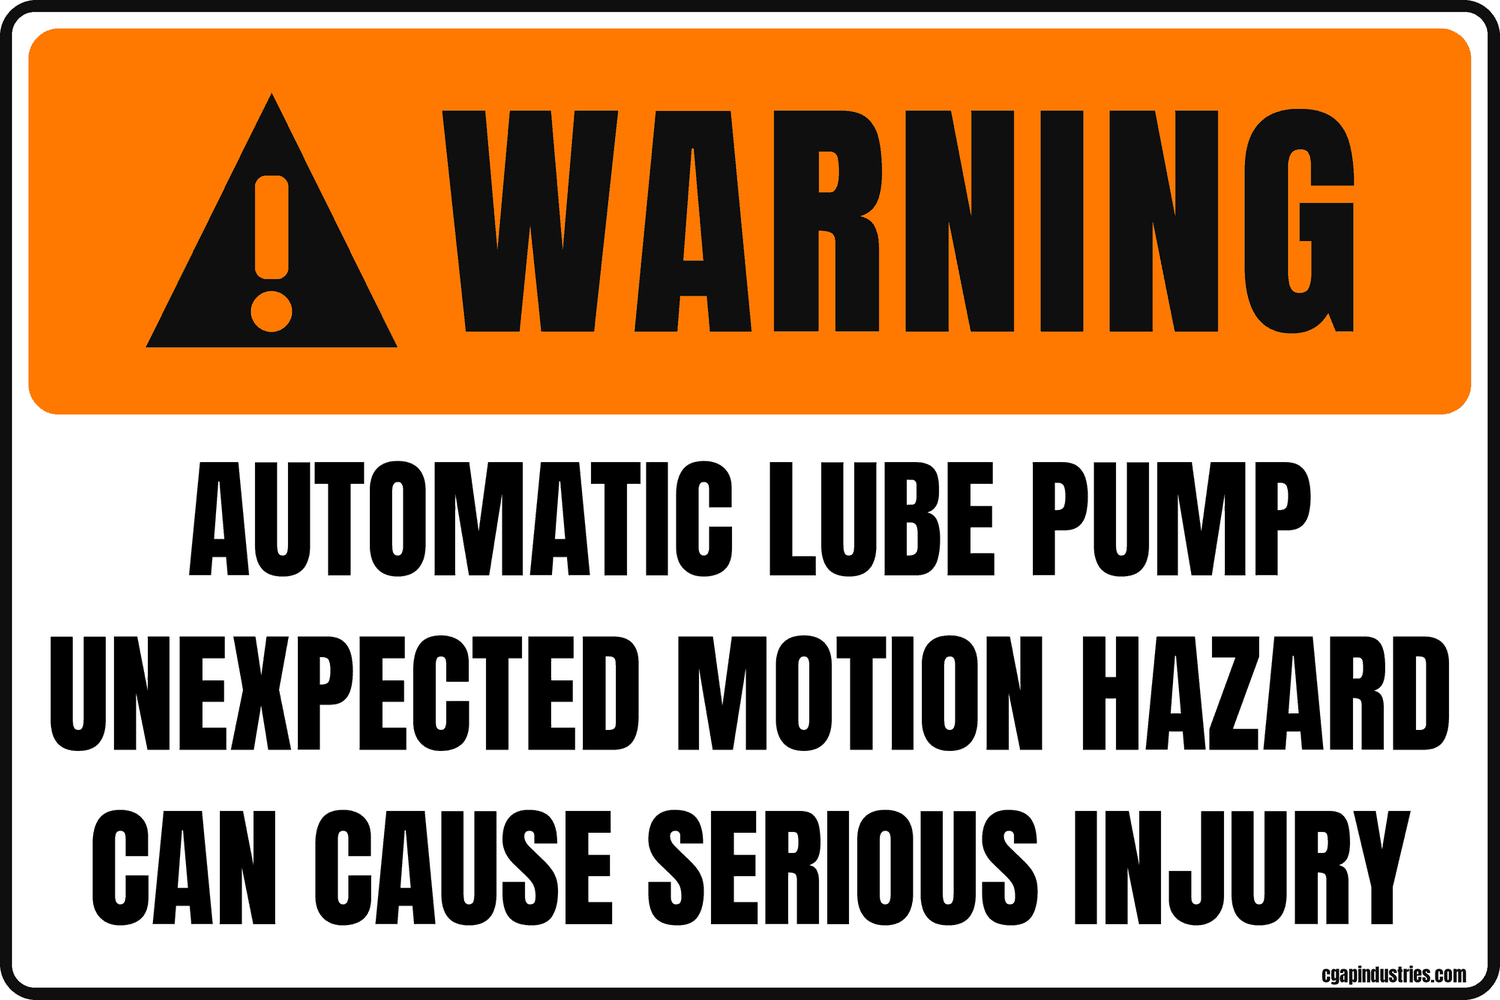 WARNING
AUTOMATIC LUBE PUMP
UNEXPECTED MOTION HAZARD
CAN CAUSE SERIOUS INJURY
cgapindustries.com